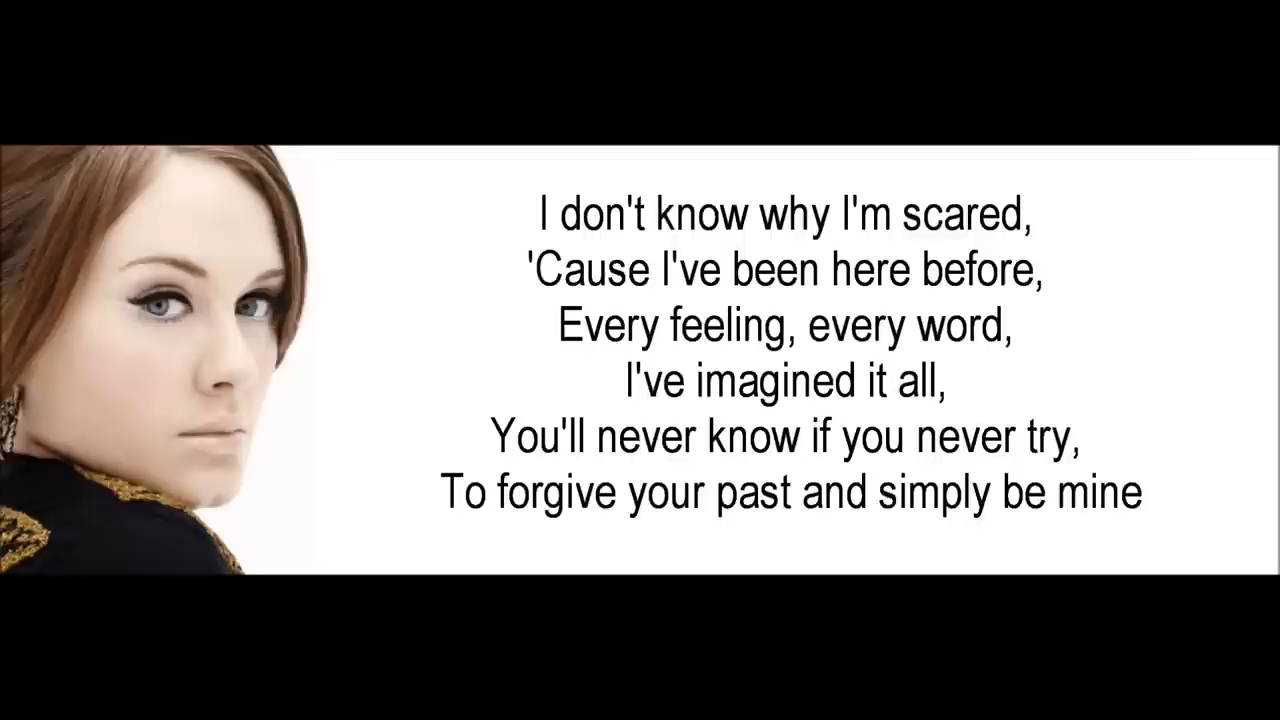 I don't know why I'm scared,
'Cause I've been here before,
Every feeling, every word,
I've imagined it all,
You'll never know if you never try,
To forgive your past and simply be mine